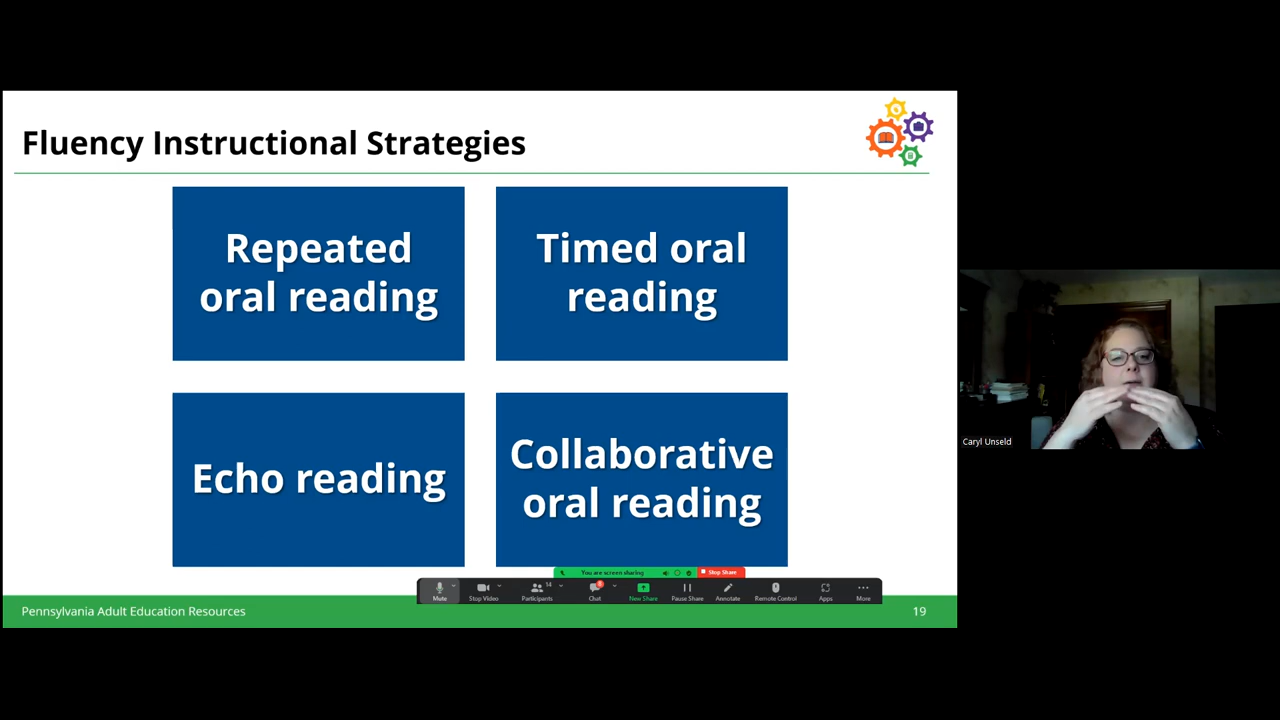 Fluency Instructional Strategies
Repeated
oral reading
Timed oral
reading
Echo reading
Collaborative
oral reading
Caryl Unseld
You are screen sharing
Stop Share
Mute
Stop Video
14
Participants
8
Chat
New Share
Pause Share
Annotate
Remote Control
Apps
More
Pennsylvania Adult Education Resources
19